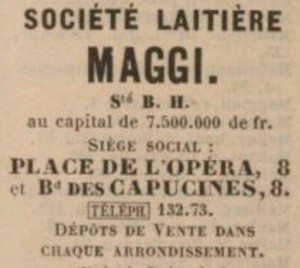 SOCIÉTÉ LAITIÈRE
MAGGI.
Sté B. H.
au capital de 7.500.000 de fr.
SIÈGE SOCIAL :
PLACE DE L'OPÉRA, 8
et Bd DES CAPUCINES, 8.
TÉLÉPH 132.73.
DÉPÔTS DE VENTE DANS
CHAQUE ARRONDISSEMENT.